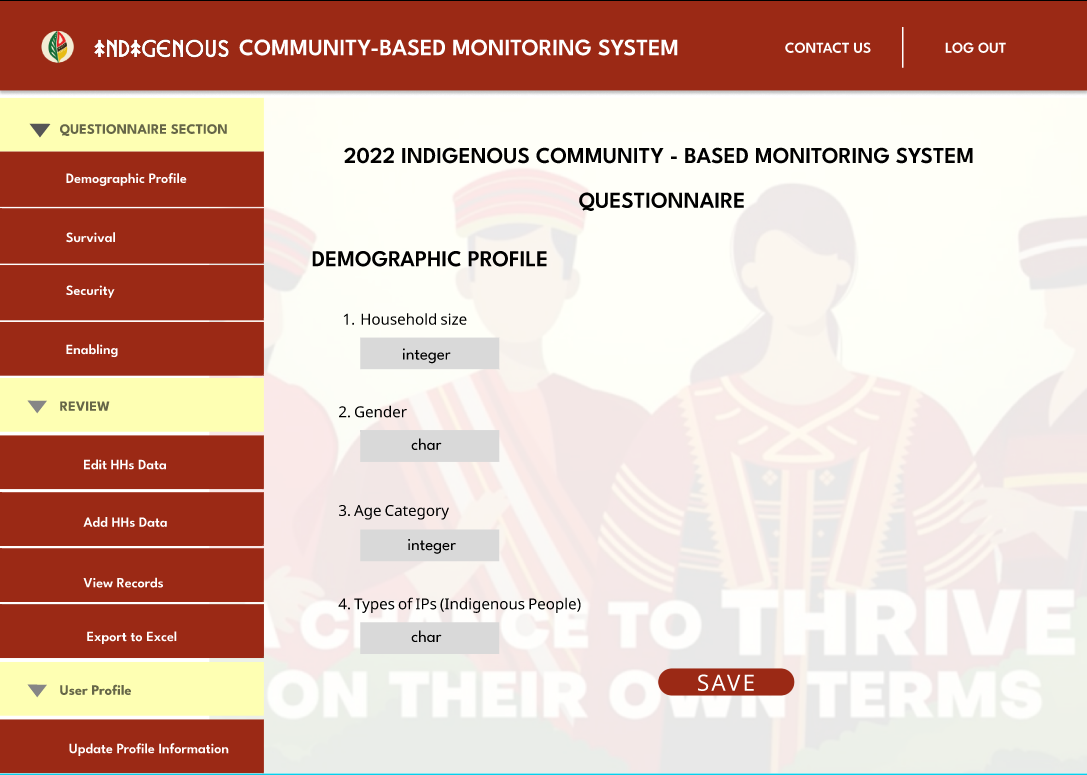 INDIGENOUS COMMUNITY-BASED MONITORING SYSTEM
CONTACT US
LOG OUT
QUESTIONNAIRE SECTION
Demographic Profile
Survival
Security
Enabling
REVIEW
Edit HHs Data
Add HHs Data
View Records
Export to Excel
User Profile
Update Profile Information
2022 INDIGENOUS COMMUNITY - BASED MONITORING SYSTEM
QUESTIONNAIRE
DEMOGRAPHIC PROFILE
1. Household size
integer
2. Gender
char
3. Age Category
integer
4. Types of IPs (Indigenous People)
char
SAVE
A CHANCE TO THRIVE
ON THEIR OWN TERMS